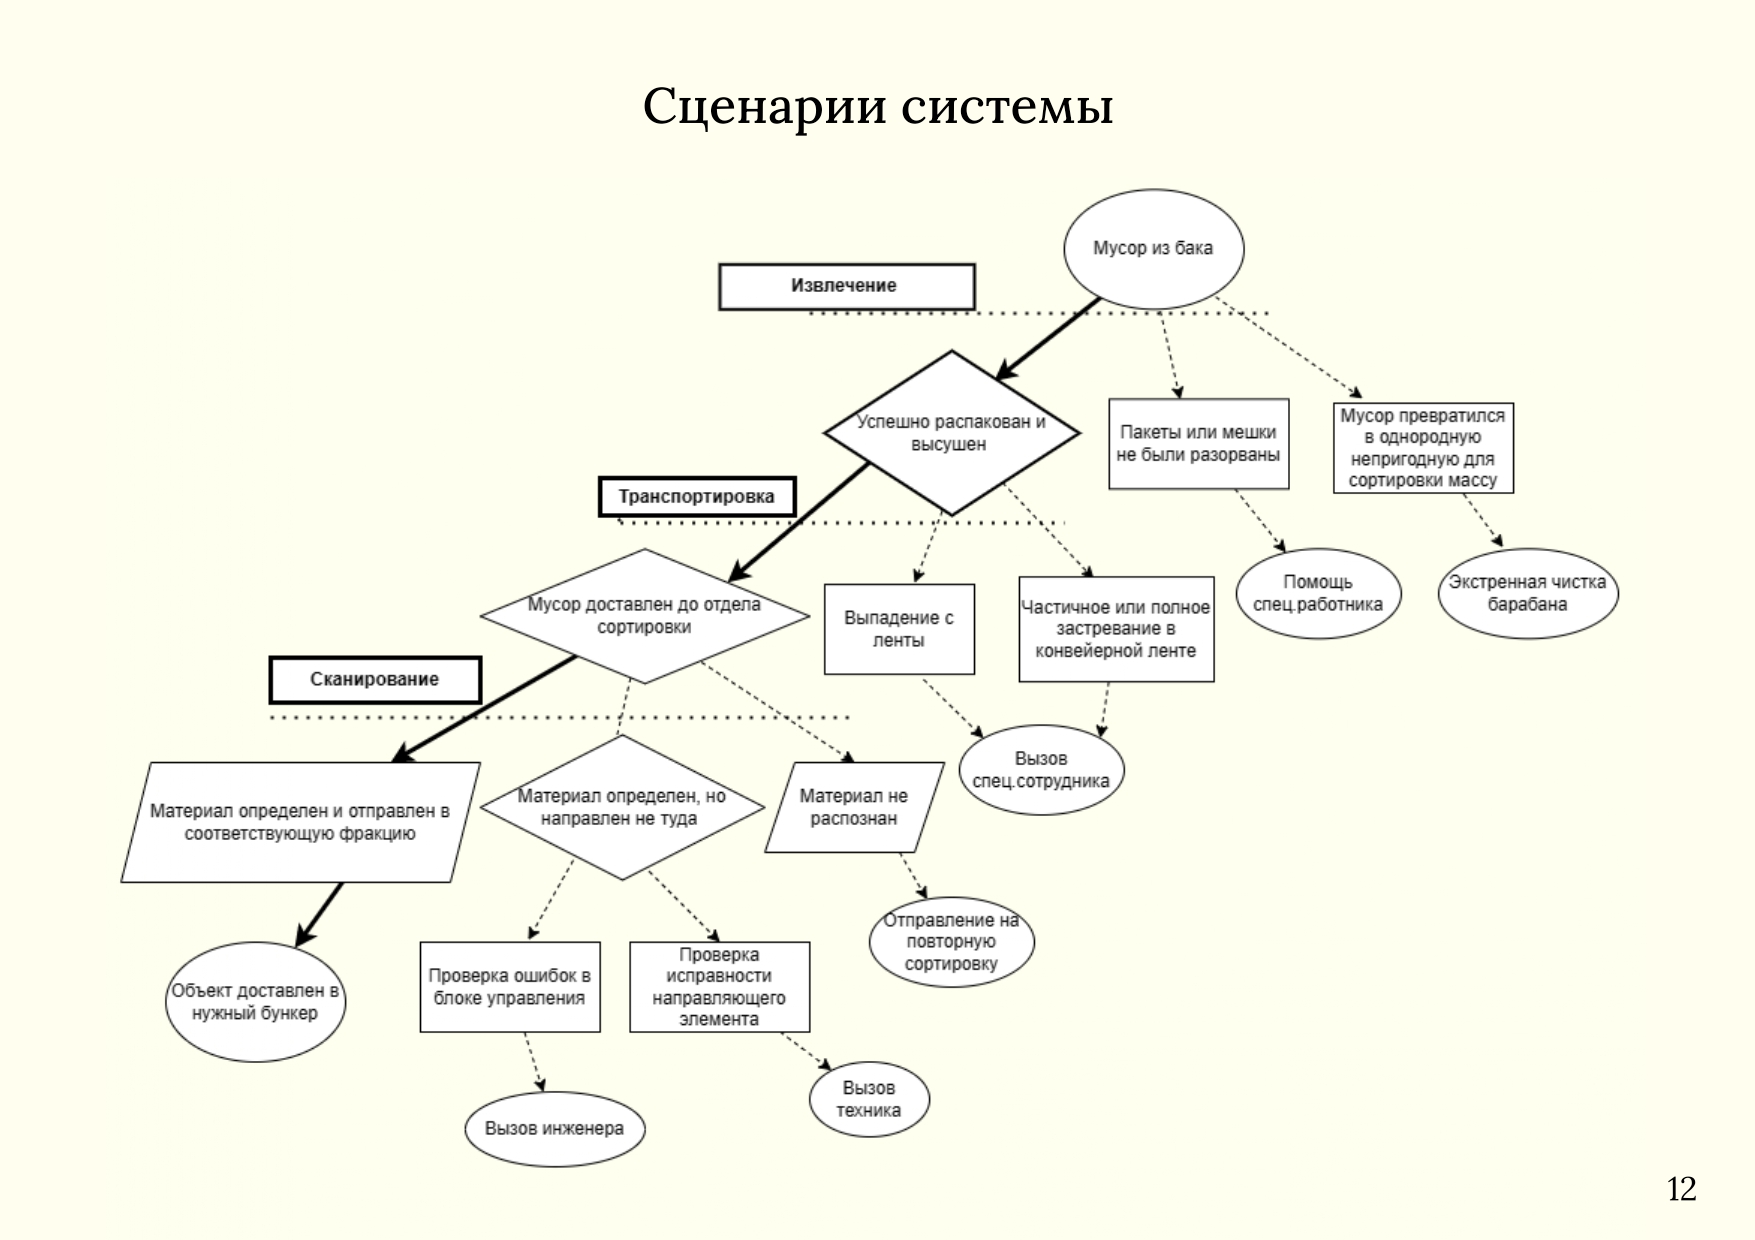 Сценарии системы
Мусор из бака
Извлечение
Успешно распакован и
высушен
Пакеты или мешки
не были разорваны
Мусор превратился
в однородную
непригодную для
сортировки массу
Транспортировка
Мусор доставлен до отдела
сортировки
Выпадение с
ленты
Частичное или полное
застревание в
конвейерной ленте
Помощь
спец.работника
Экстренная чистка
барабана
Сканирование
Вызов
спец.сотрудника
Материал определен и отправлен в
соответствующую фракцию
Материал определен, но
направлен не туда
Материал не
распознан
Отправление на
повторную
сортировку
Объект доставлен в
нужный бункер
Проверка ошибок в
блоке управления
Проверка
исправности
направляющего
элемента
Вызов
техника
Вызов инженера
12